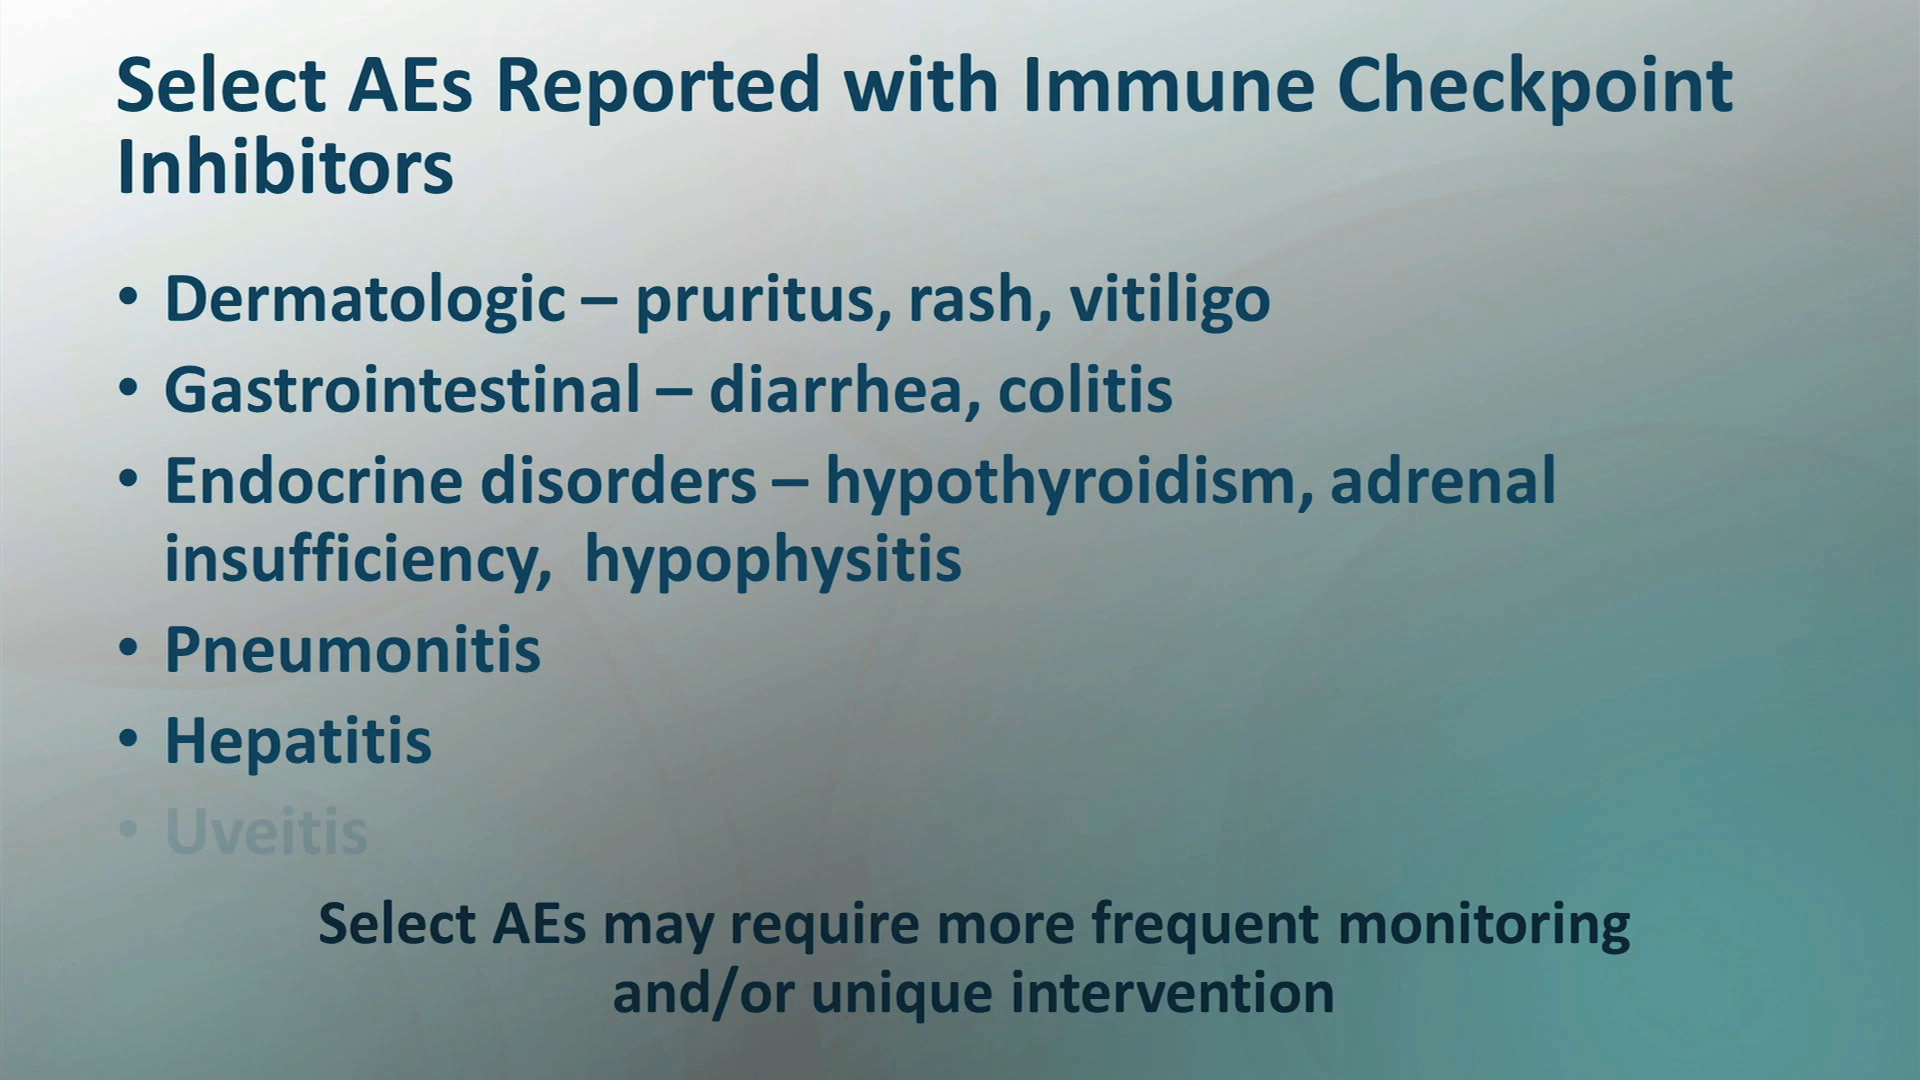 Select AEs Reported with Immune Checkpoint
Inhibitors
• Dermatologic – pruritus, rash, vitiligo
• Gastrointestinal – diarrhea, colitis
• Endocrine disorders – hypothyroidism, adrenal
insufficiency, hypophysitis
• Pneumonitis
• Hepatitis
• Uveitis
Select AEs may require more frequent monitoring
and/or unique intervention